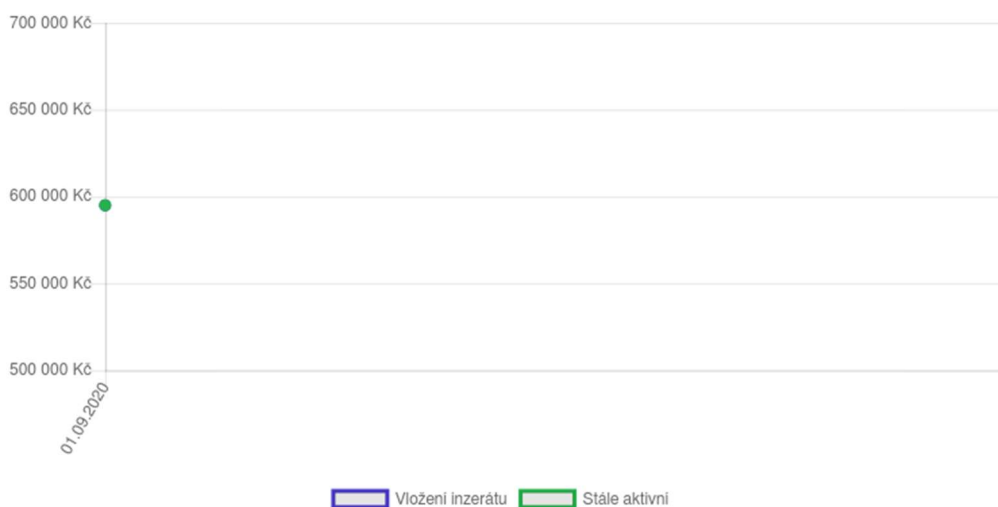 700 000 Kč
650 000 Kč
600 000 Kč
550 000 Kč
500 000 Kč
01.09.2020
Vložení inzerátu Stále aktivní